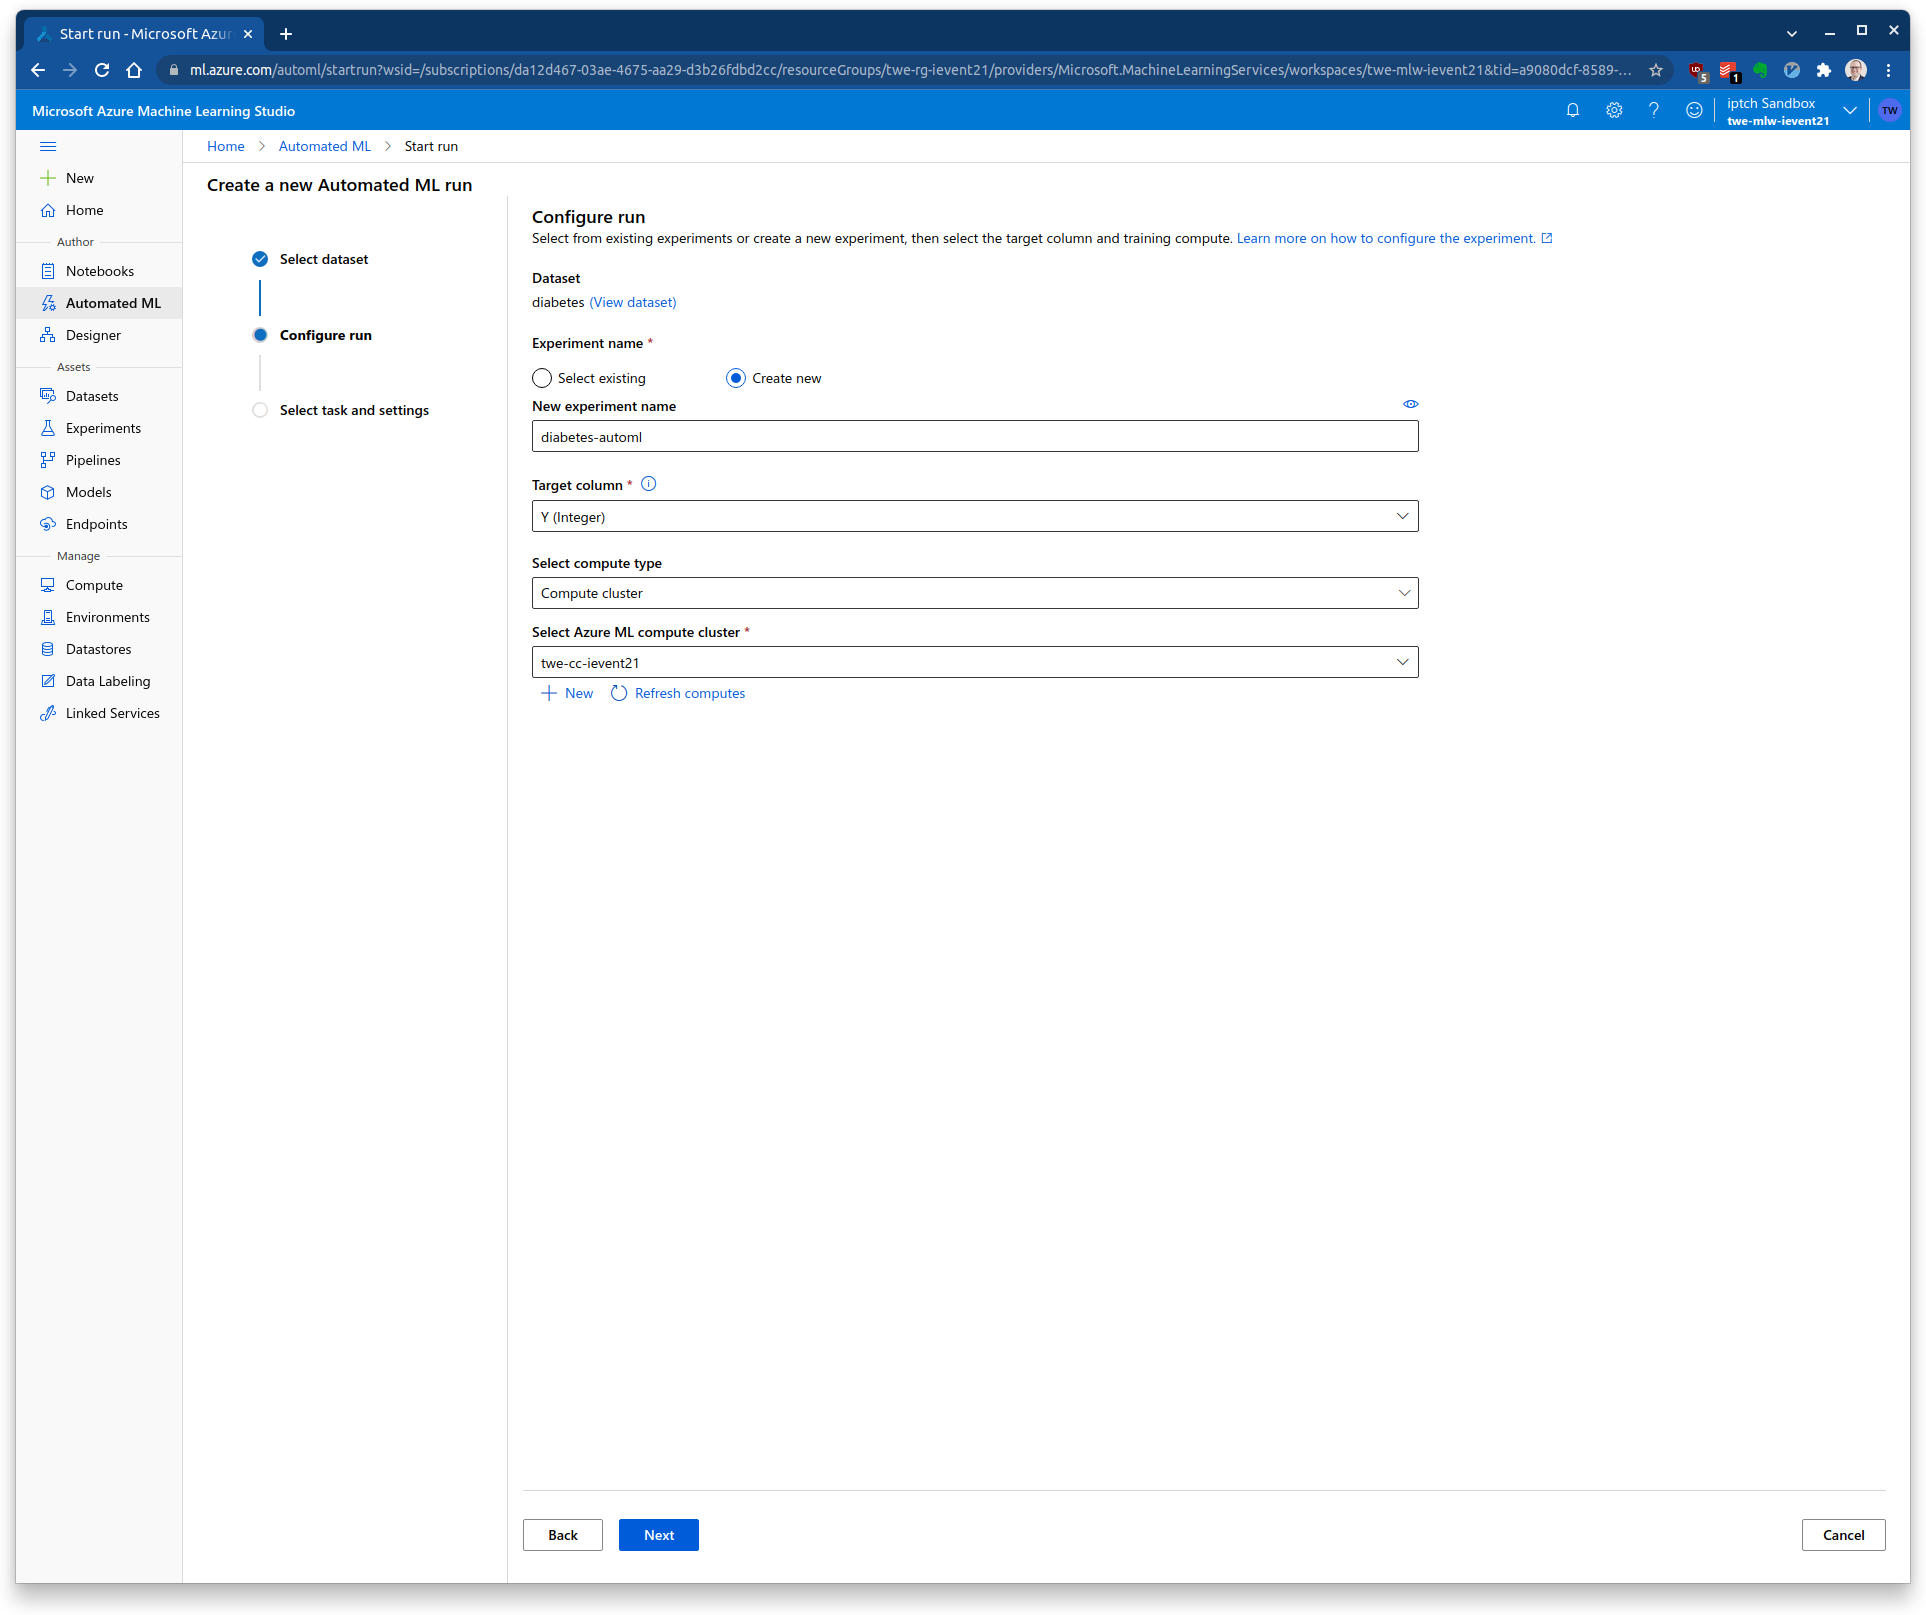 Start run - Microsoft Azur
ml.azure.com/automl/startrun?wsid=/subscriptions/da12d467-03ae-4675-aa29-d3b26fdbd2cc/resourceGroups/twe-rg-ievent21/providers/Microsoft.MachineLearningServices/workspaces/twe-mlw-ievent21&tid=a9080dcf-8589-...
5
1
Microsoft Azure Machine Learning Studio
iptch Sandbox
twe-mlw-ievent21
TW
Home > Automated ML > Start run
New
Home
Author
Notebooks
Automated ML
Designer
Assets
Datasets
Experiments
Pipelines
Models
Endpoints
Manage
Compute
Environments
Datastores
Data Labeling
Linked Services
Create a new Automated ML run
Select dataset
Configure run
Select task and settings
Configure run
Select from existing experiments or create a new experiment, then select the target column and training compute. Learn more on how to configure the experiment.
Dataset
diabetes (View dataset)
Experiment name *
Select existing
Create new
New experiment name
diabetes-automl
Target column *
Y (Integer)
Select compute type
Compute cluster
Select Azure ML compute cluster *
twe-cc-ievent21
New
Refresh computes
Back
Next
Cancel